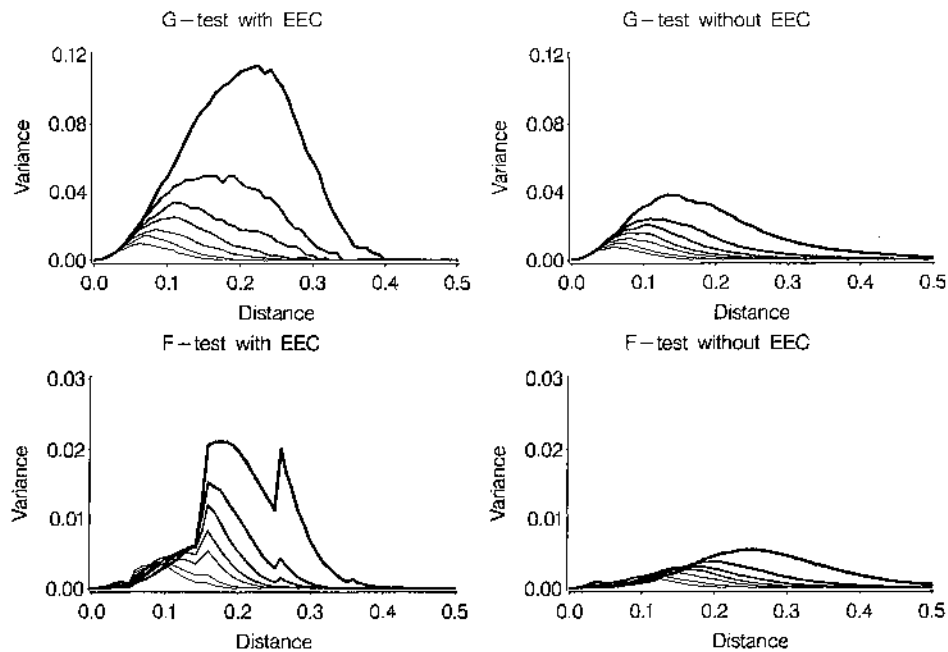 G-test with EEC
0.12
0.08
0.04
0.00
Variance
0.0 0.1 0.2 0.3 0.4 0.5
Distance
G-test without EEC
0.12
0.08
0.04
0.00
Variance
0.0 0.1 0.2 0.3 0.4 0.5
Distance
F-test with EEC
0.03
0.02
0.01
0.00
Variance
0.0 0.1 0.2 0.3 0.4 0.5
Distance
F-test without EEC
0.03
0.02
0.01
0.00
Variance
0.0 0.1 0.2 0.3 0.4 0.5
Distance